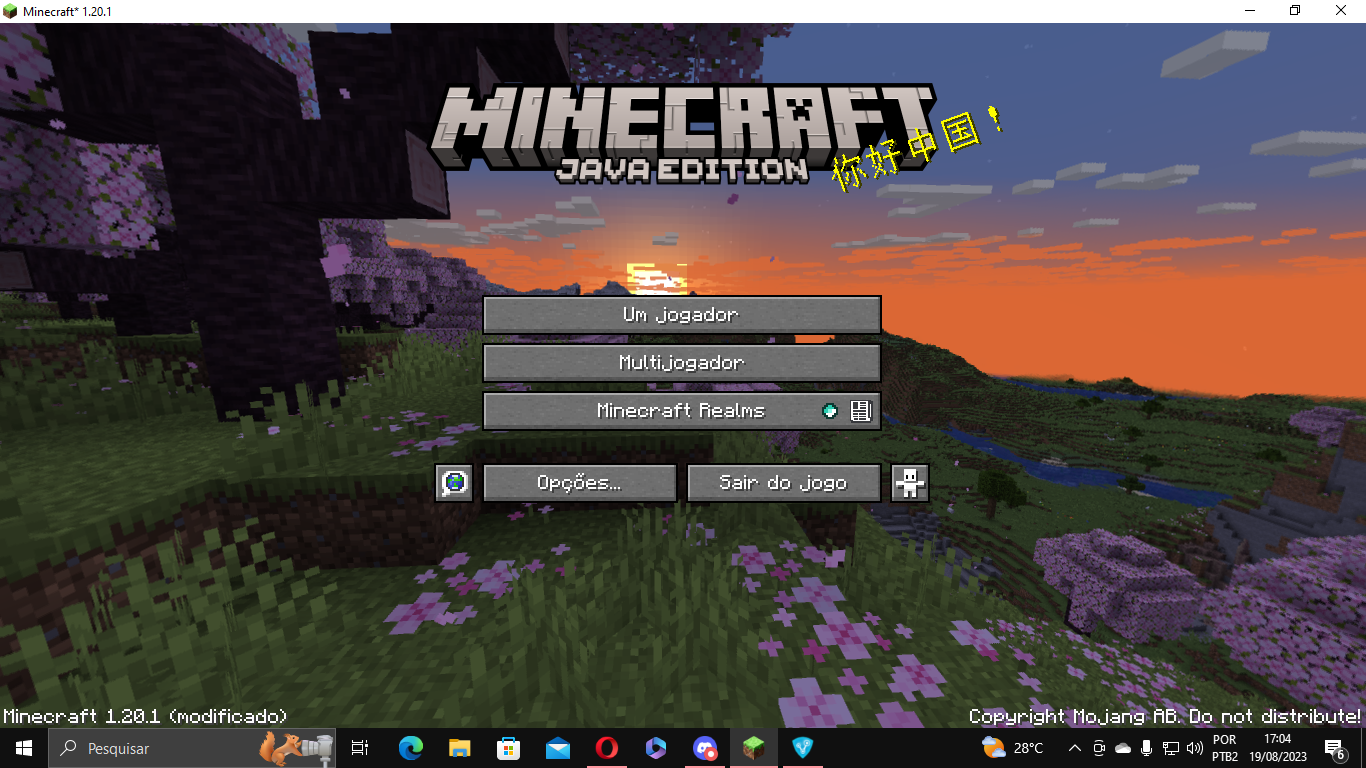 Minecraft* 1.20.1
MINECRAFT
JAVA EDITION
你好中国！
Um jogador
Multijogador
Minecraft Realms
Opções...
Sair do jogo
Minecraft 1.20.1 (modificado)
Copyright Mojang AB. Do not distribute!
Pesquisar
28°C
POR
PTB2
17:04
19/08/2023
6